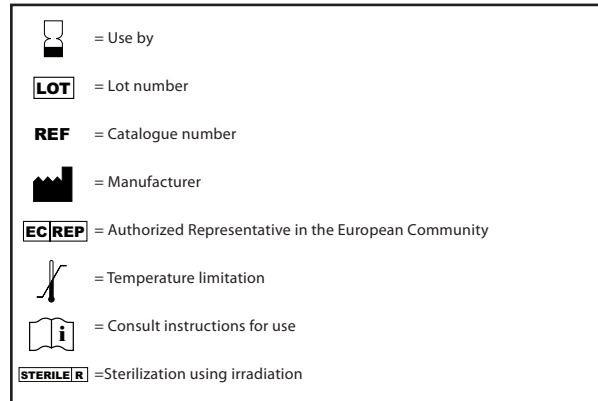 = Use by
LOT = Lot number
REF = Catalogue number
= Manufacturer
EC REP = Authorized Representative in the European Community
= Temperature limitation
i = Consult instructions for use
STERILE R =Sterilization using irradiation